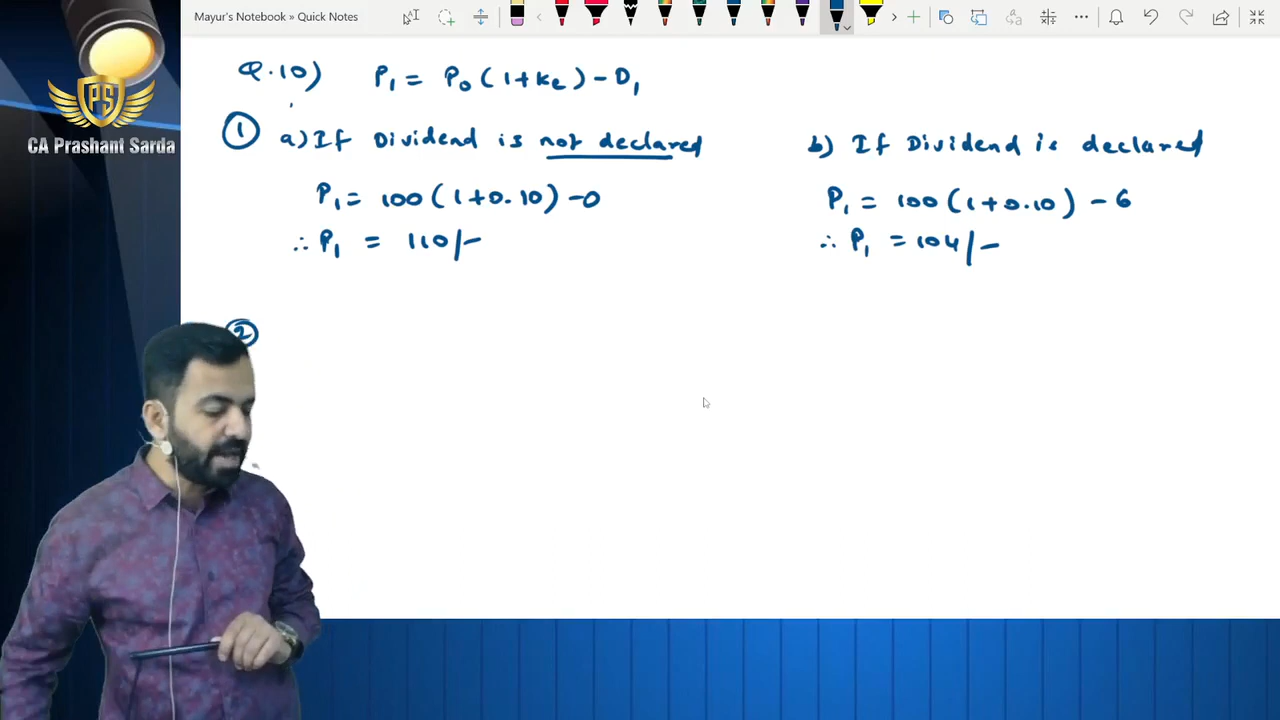 Mayur's Notebook » Quick Notes
PS
CA Prashant Sarda
Q.10) P₁ = P₀ (1+Ke) - D₁
① a) If Dividend is not declared
P₁ = 100 (1+0.10) - 0
∴ P₁ = 110/-
b) If Dividend is declared
P₁ = 100 (1+0.10) - 6
∴ P₁ = 104/-
②